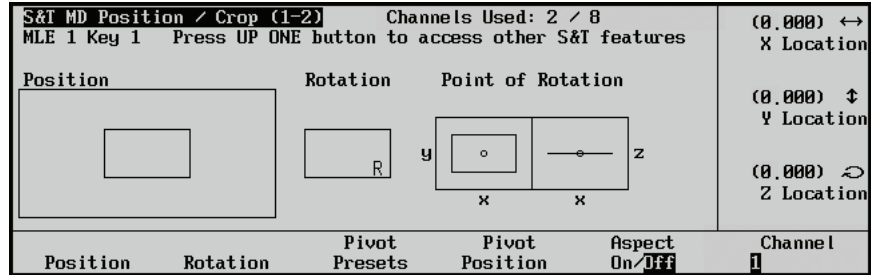 S&T MD Position / Crop (1-2) Channels Used: 2 / 8
MLE 1 Key 1 Press UP ONE button to access other S&T features
(0.000) ↔
X Location
Position Rotation Point of Rotation
(0.000) ↕
Y Location
R
y z
x x
(0.000)
Z Location
Position Rotation Pivot Presets Pivot Position Aspect On/Off Channel 1